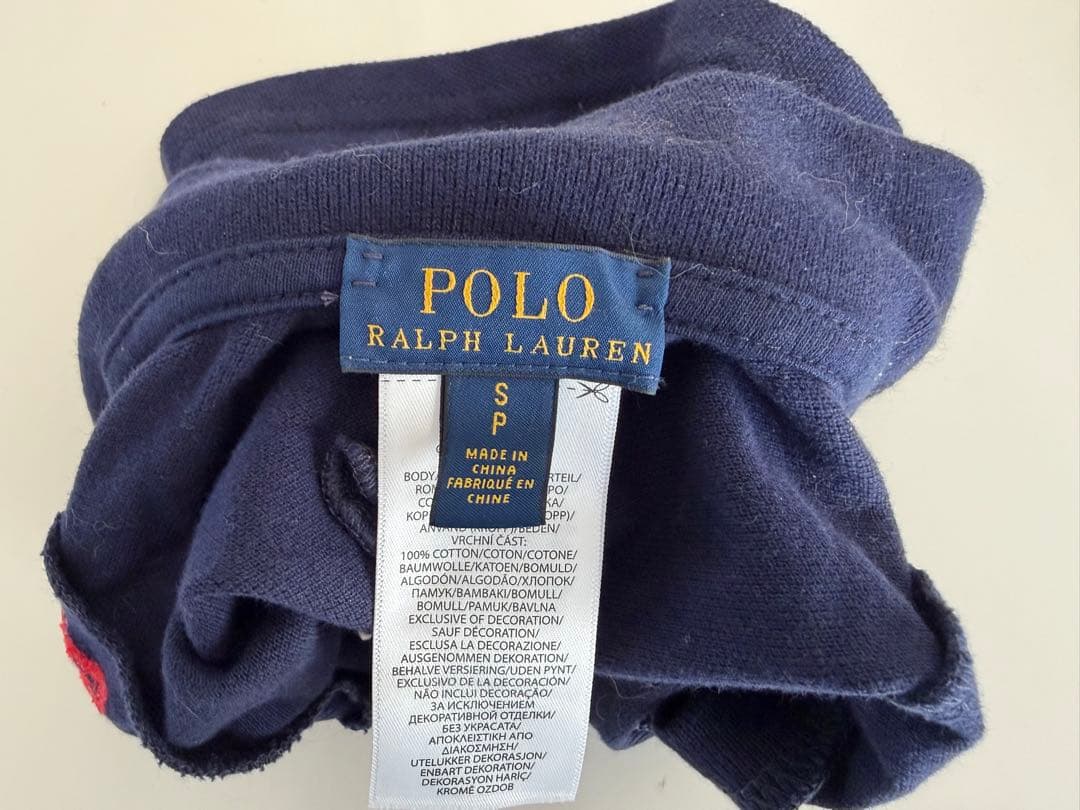 POLO
RALPH LAUREN
S
P
MADE IN
CHINA
FABRIQUÉ EN
CHINE
BODY/
VRCHNÍ ČÁST:
100% COTTON/COTON/COTONE/
BAUMWOLLE/KATOEN/BOMULD/
ALGODÓN/ALGODÃO/ХЛОПОК/
ПАМУК/ΒΑΜΒΑΚΙ/BOMULL/
BOMULL/PAMUK/BAVLNA
EXCLUSIVE OF DECORATION/
SAUF DÉCORATION/
ESCLUSA LA DECORAZIONE/
AUSGENOMMEN DEKORATION/
BEHALVE VERSIERING/UDEN PYNT/
EXCLUSIVO DE LA DECORACIÓN/
NÃO INCLUI DECORAÇÃO/
ЗА ИСКЛЮЧЕНИЕМ
ДЕКОРАТИВНОЙ ОТДЕЛКИ/
БЕЗ УКРАСАТА/
ΑΠΟΚΛΕΙΣΤΙΚΗ ΑΠΟ
ΔΙΑΚΟΣΜΗΣΗ/
UTELUKKER DEKORASJON/
ENBART DEKORATION/
DEKORASYON HARİÇ/
KROMĚ OZDOB